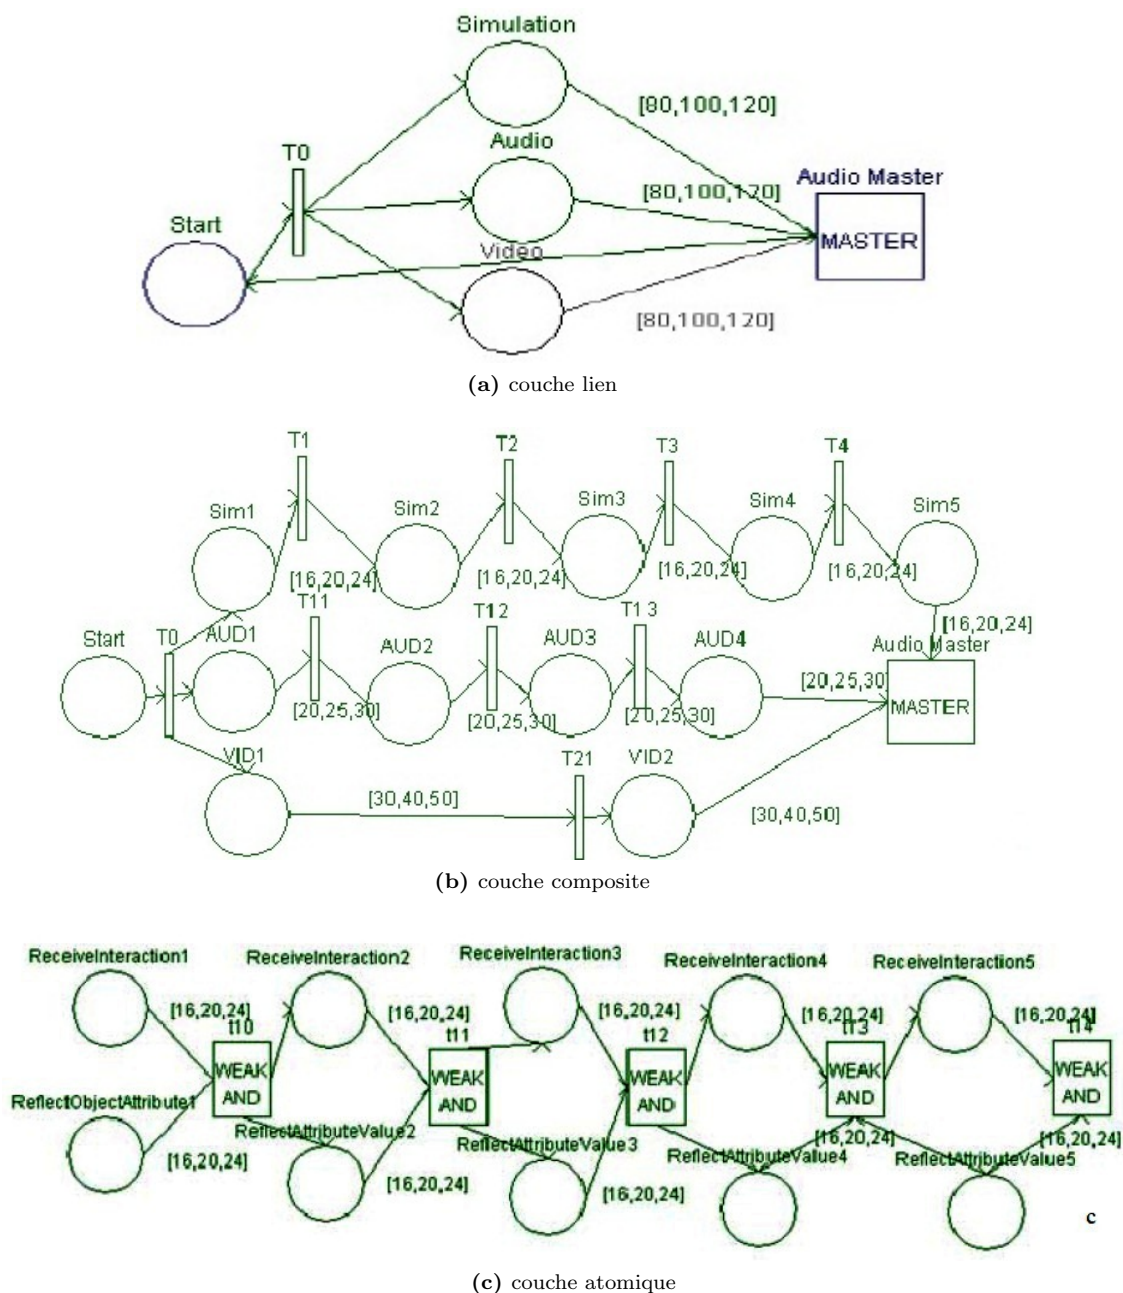 Simulation
[80,100,120]
Audio
T0
Audio Master
[80,100,120]
Start
MASTER
Video
[80,100,120]
(a) couche lien
T1
T2
T3
T4
Sim1
Sim2
Sim3
Sim4
Sim5
[16,20,24]
[16,20,24]
[16,20,24]
[16,20,24]
T11
T12
T13
[16,20,24]
Start
T0
AUD1
AUD2
AUD3
AUD4
Audio Master
[20,25,30]
[20,25,30]
[20,25,30]
[20,25,30]
MASTER
VID1
T21
VID2
[30,40,50]
[30,40,50]
(b) couche composite
ReceiveInteraction1
ReceiveInteraction2
ReceiveInteraction3
ReceiveInteraction4
ReceiveInteraction5
[16,20,24]
[16,20,24]
[16,20,24]
[16,20,24]
[16,20,24]
t10
t11
t12
t13
t14
WEAK
AND
WEAK
AND
WEAK
AND
WEAK
AND
WEAK
AND
ReflectObjectAttribute1
ReflectAttributeValue2
ReflectAttributeValue3
ReflectAttributeValue4
ReflectAttributeValue5
[16,20,24]
[16,20,24]
[16,20,24]
[16,20,24]
[16,20,24]
c
(c) couche atomique